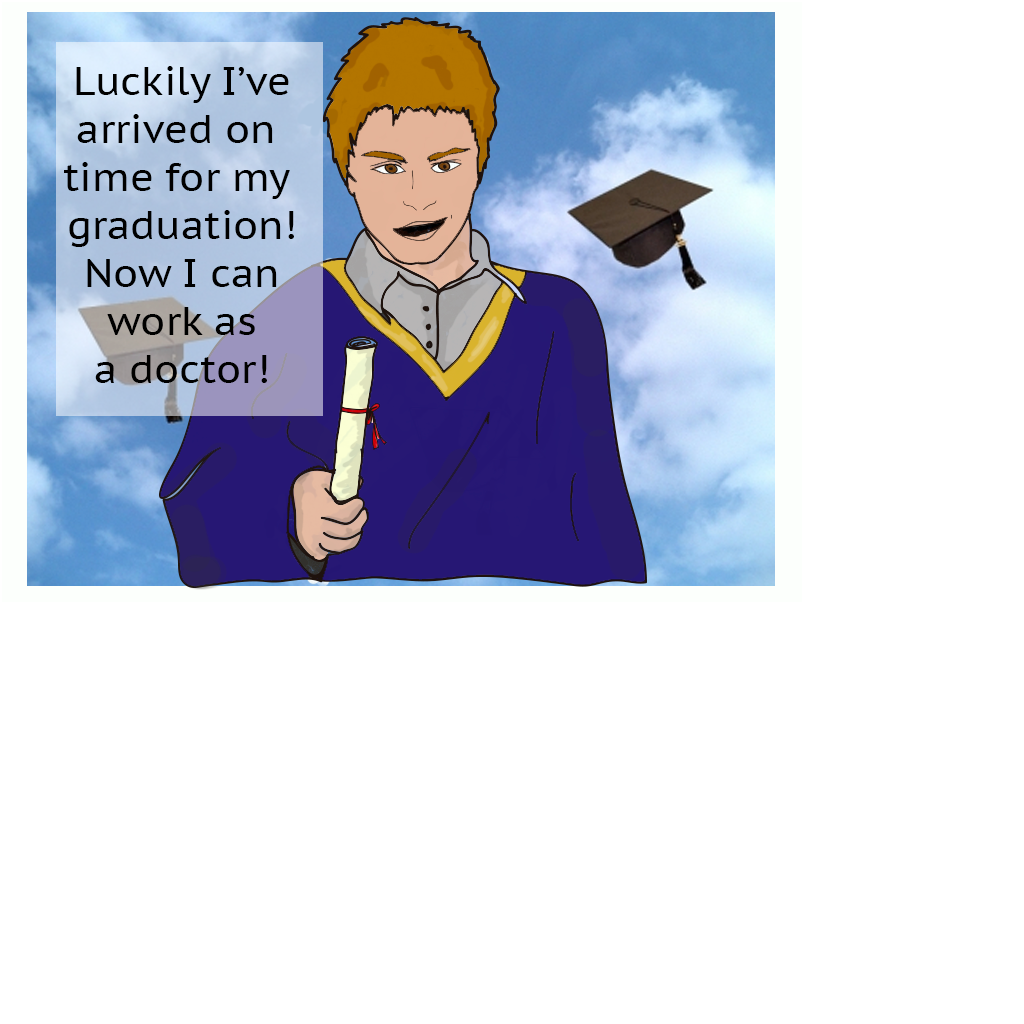 Luckily I’ve
arrived on
time for my
graduation!
Now I can
work as
a doctor!